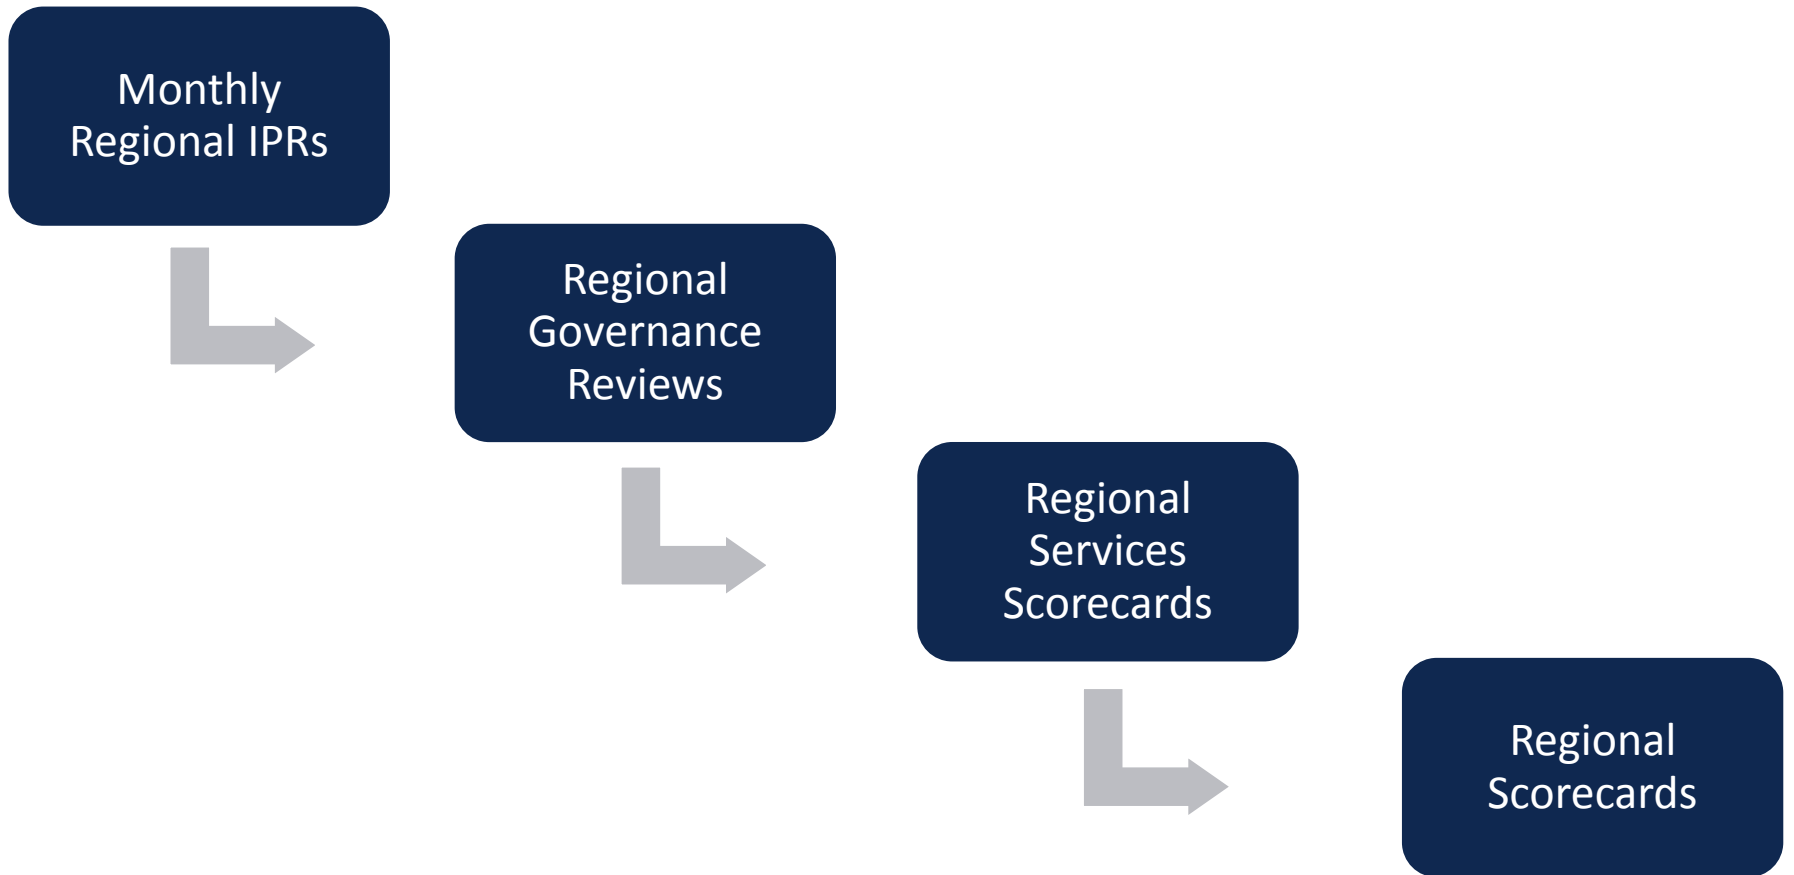 Monthly
Regional IPRs
Regional
Governance
Reviews
Regional
Services
Scorecards
Regional
Scorecards